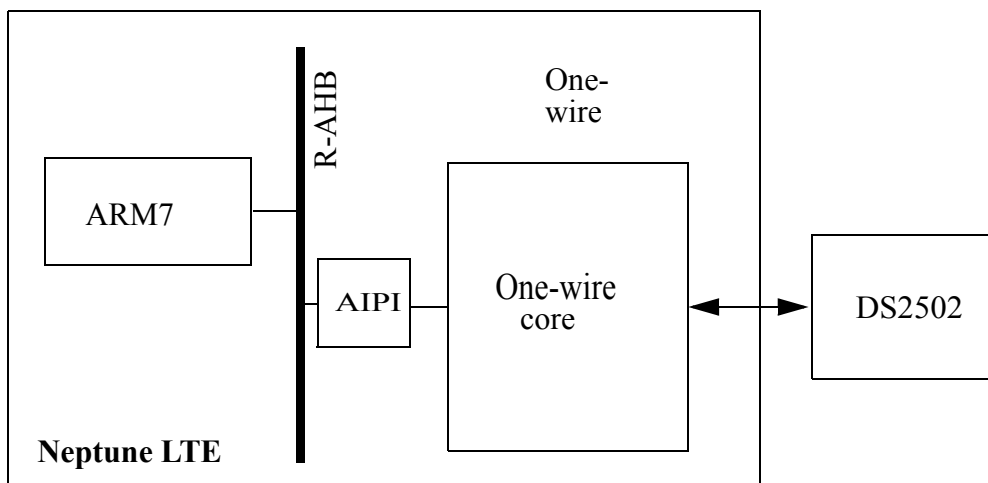 One-
wire
R-AHB
ARM7
AIPI
One-wire
core
DS2502
Neptune LTE